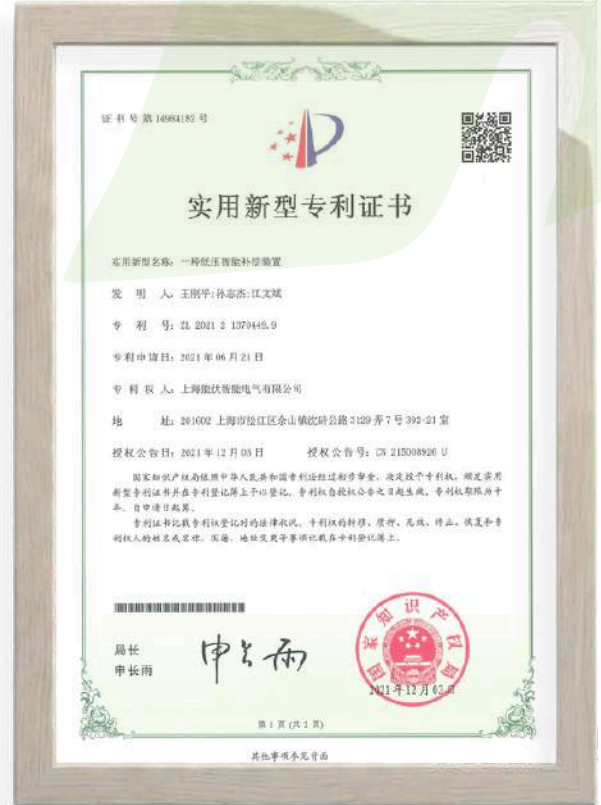 证书号第14984182号
实用新型专利证书
实用新型名称：一种低压智能补偿装置
发明人：王刚平;孙志杰;江文斌
专利号：ZL 2021 2 1370449.9
专利申请日：2021年06月21日
专利权人：上海能伏智能电气有限公司
地址：201602 上海市松江区佘山镇沈砖公路3129弄7号392-21室
授权公告日：2021年12月03日 授权公告号：CN 215008926 U
国家知识产权局依照中华人民共和国专利法经过初步审查，决定授予专利权，颁发实用
新型专利证书并在专利登记簿上予以登记。专利权自授权公告之日起生效。专利权期限为十
年，自申请日起算。
专利证书记载专利权登记时的法律状况。专利权的转移、质押、无效、终止、恢复和专
利权人的姓名或名称、国籍、地址变更等事项记载在专利登记簿上。
局长
申长雨
申长雨
国家知识产权局
2021年12月03日
第1页(共2页)
其他事项参见背面